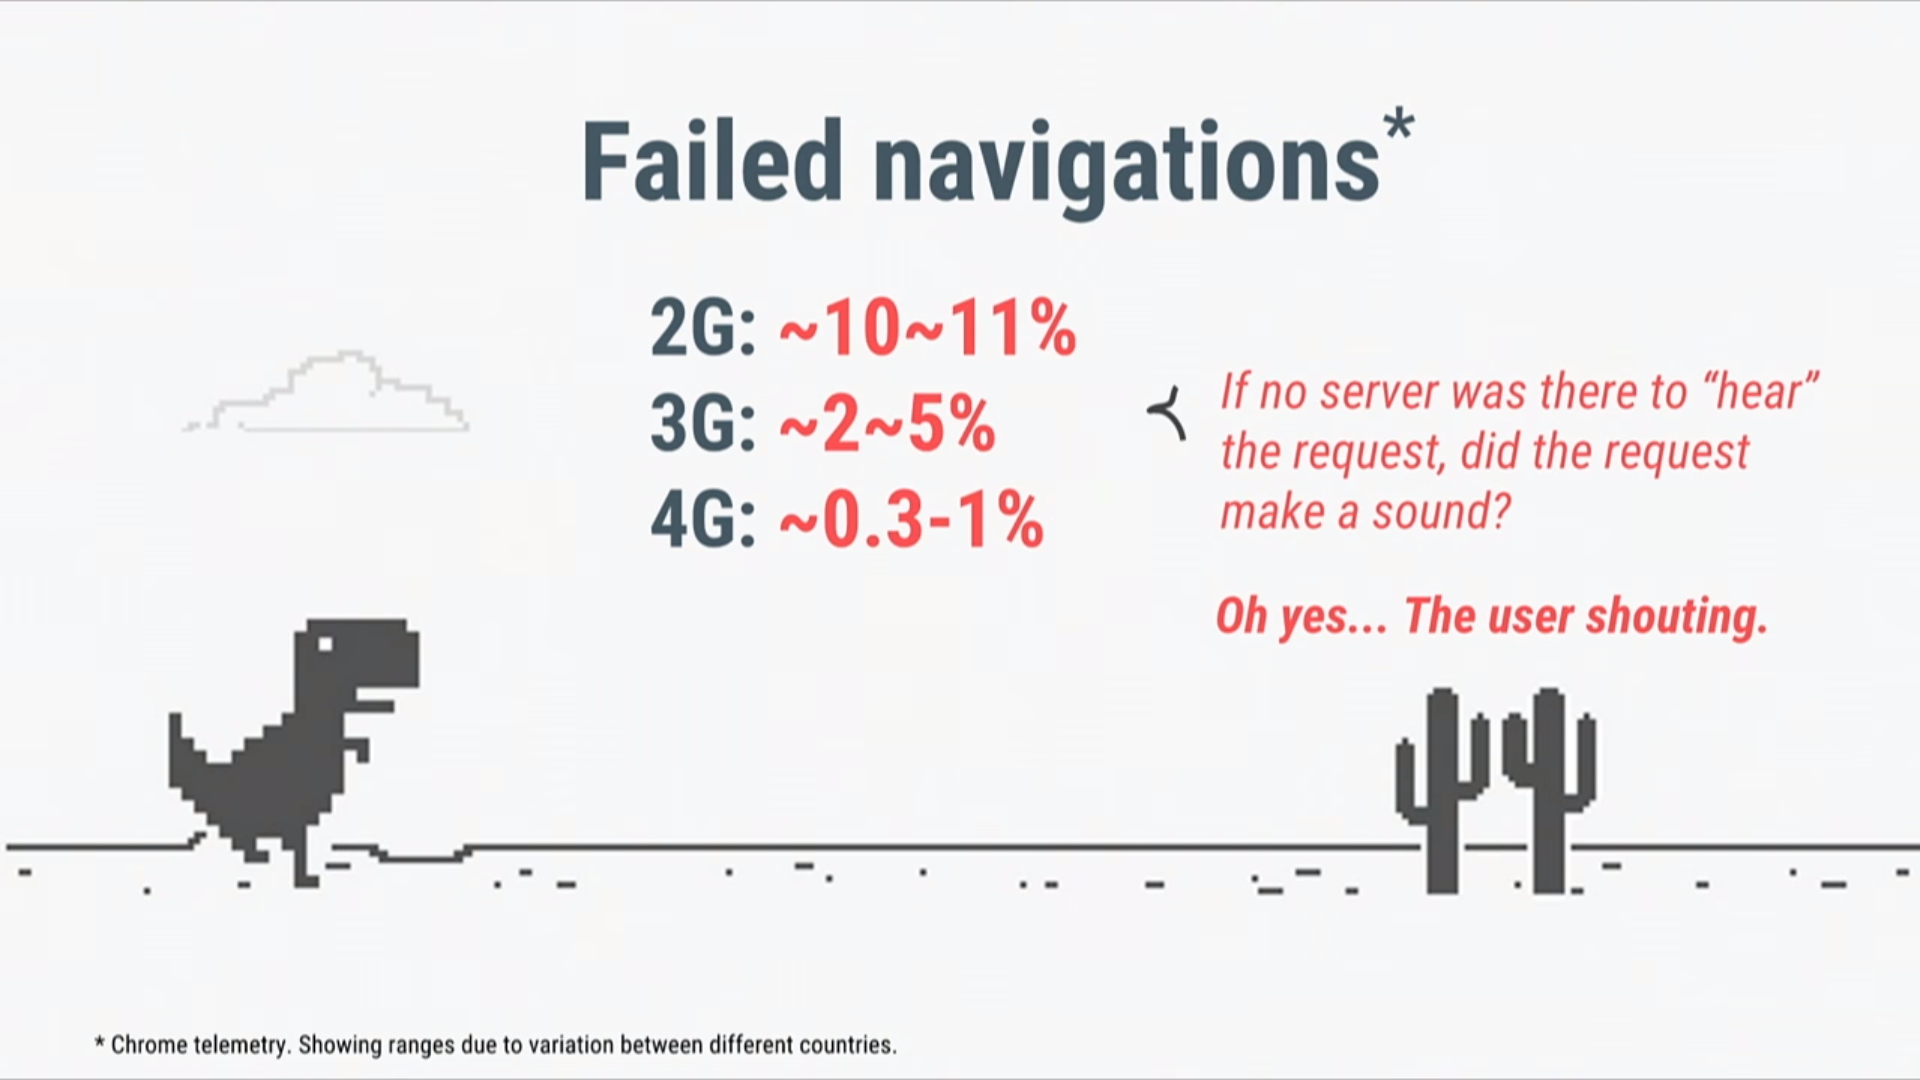 Failed navigations*
2G: ~10~11%
3G: ~2~5%
4G: ~0.3-1%
If no server was there to “hear”
the request, did the request
make a sound?
Oh yes... The user shouting.
* Chrome telemetry. Showing ranges due to variation between different countries.